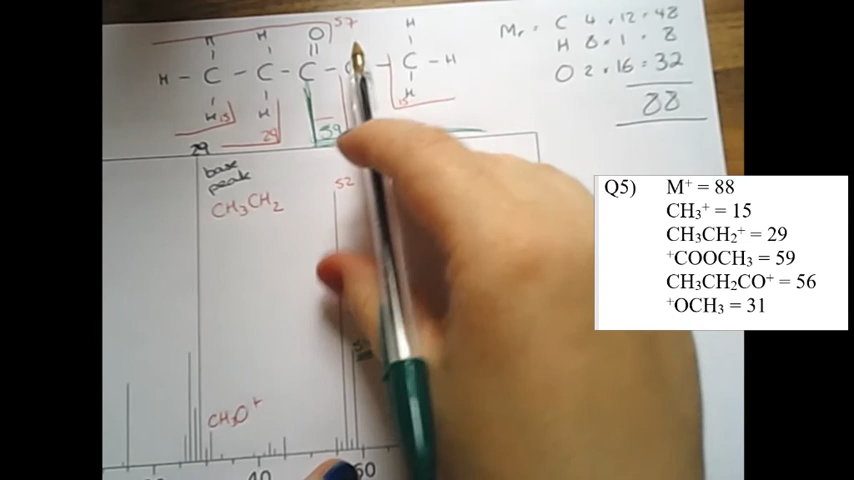 57
H H O H
H - C - C - C - - C - H
H 15 H H 15
29 59
Mr = C 4 . 12 = 48
H 8 . 1 = 8
O 2 . 16 = 32
88
29
base
peak
CH3CH2
52
CH3O+
40 60
Q5) M⁺ = 88
CH₃⁺ = 15
CH₃CH₂⁺ = 29
⁺COOCH₃ = 59
CH₃CH₂CO⁺ = 56
⁺OCH₃ = 31